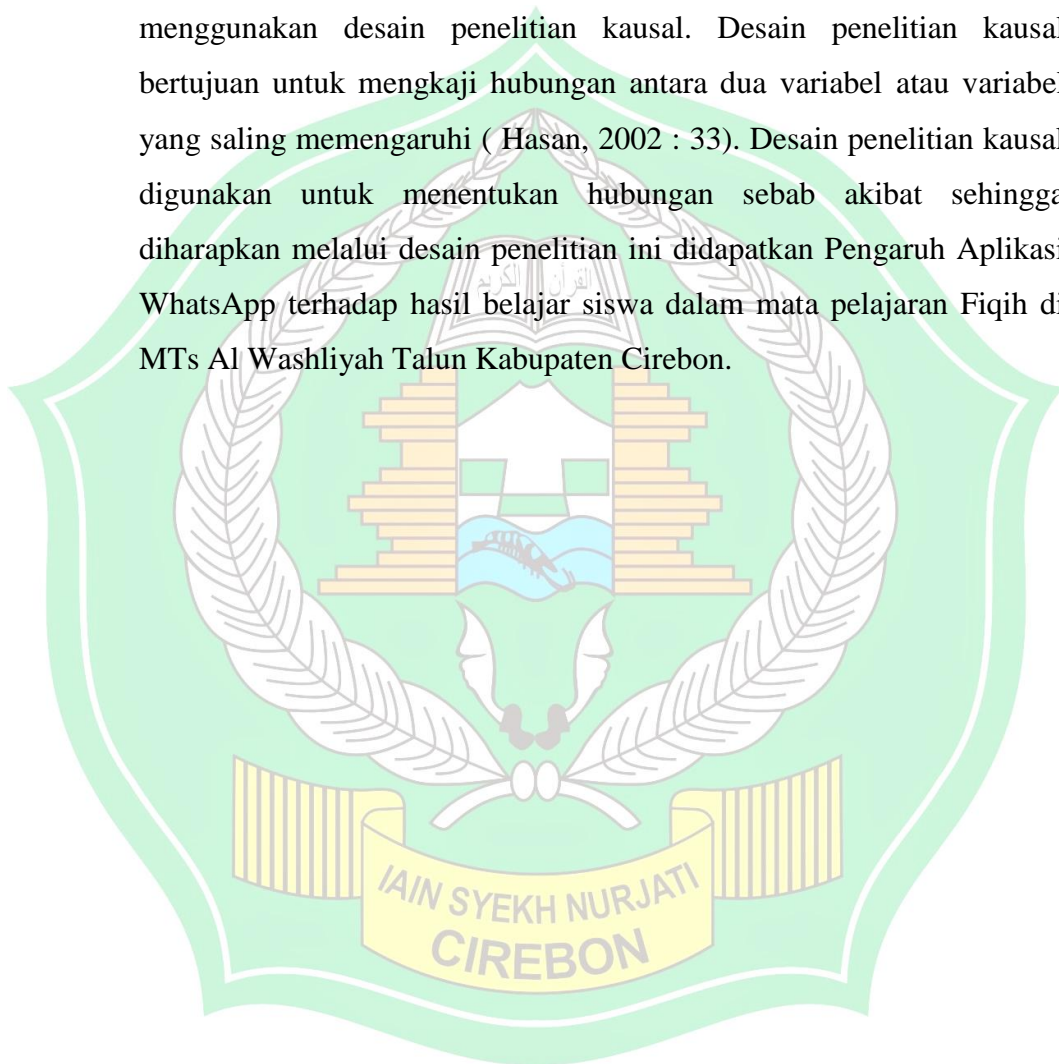 menggunakan desain penelitian kausal. Desain penelitian kausal
bertujuan untuk mengkaji hubungan antara dua variabel atau variabel
yang saling memengaruhi ( Hasan, 2002 : 33). Desain penelitian kausal
digunakan untuk menentukan hubungan sebab akibat sehingga
diharapkan melalui desain penelitian ini didapatkan Pengaruh Aplikasi
WhatsApp terhadap hasil belajar siswa dalam mata pelajaran Fiqih di
MTs Al Washliyah Talun Kabupaten Cirebon.
القرآن الكريم
IAIN SYEKH NURJATI
CIREBON